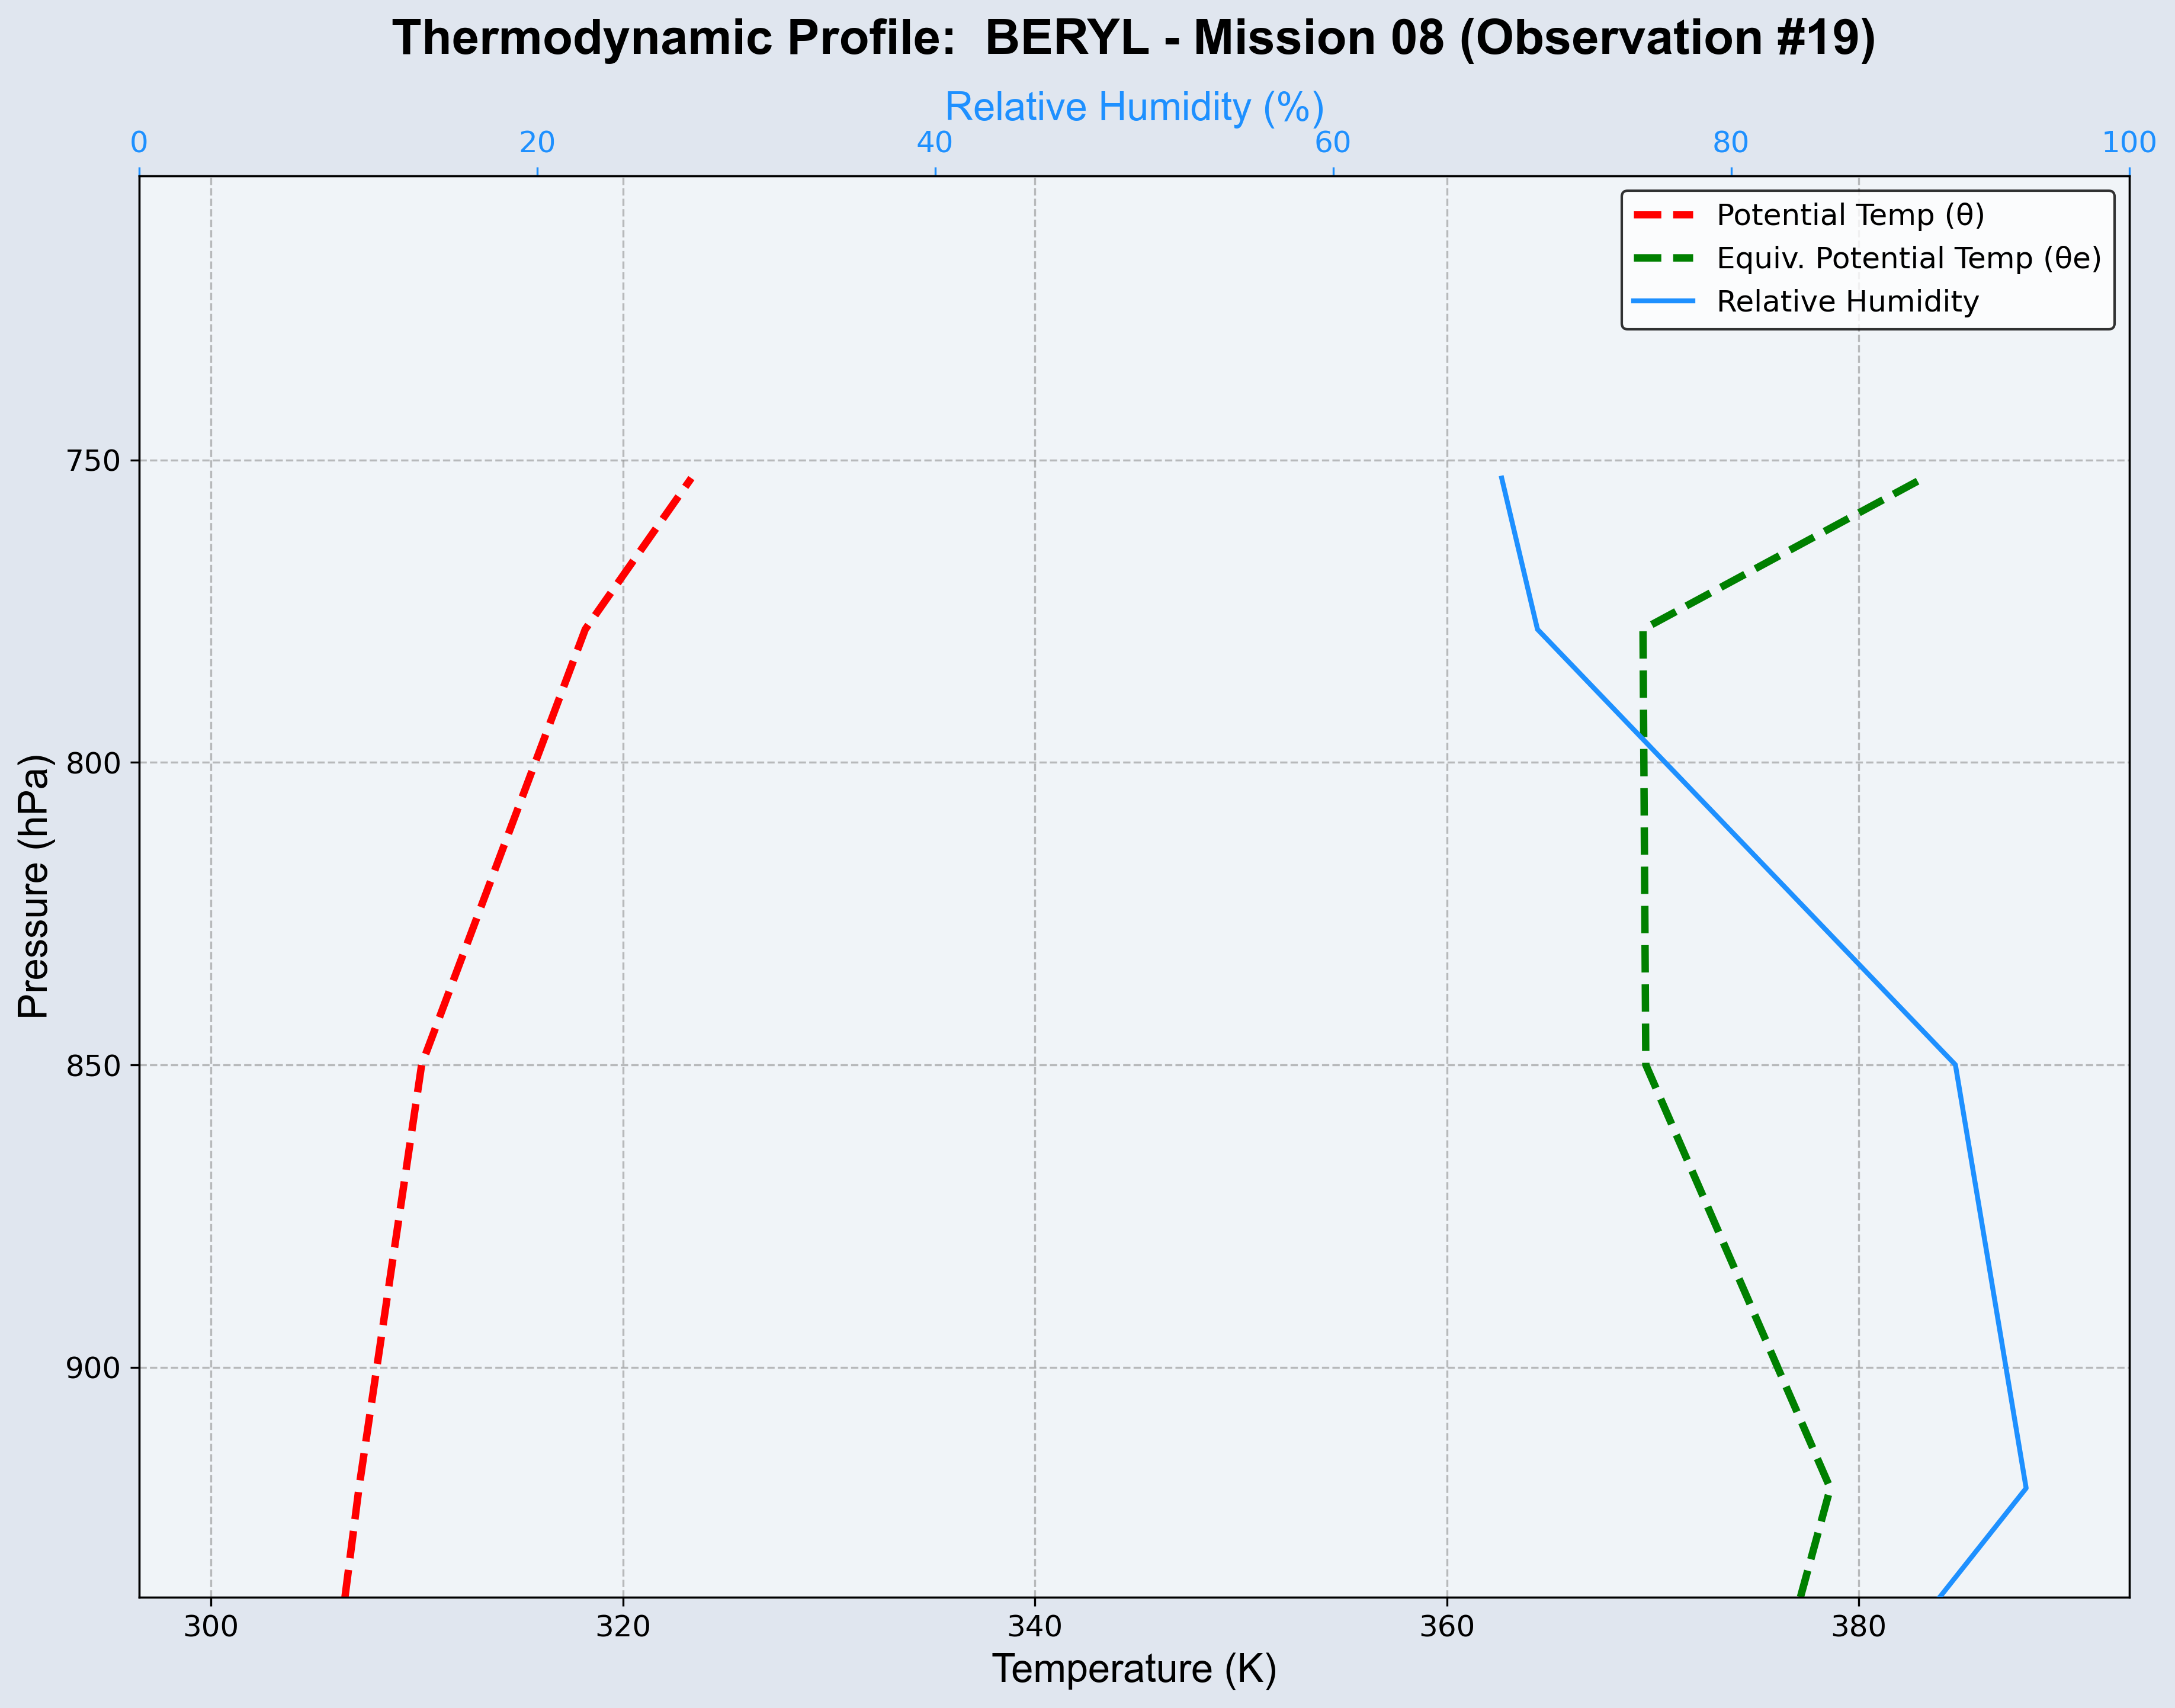 Thermodynamic Profile:  BERYL - Mission 08 (Observation #19)
Relative Humidity (%)
0 20 40 60 80 100
Potential Temp (θ)
Equiv. Potential Temp (θe)
Relative Humidity
Pressure (hPa)
750
800
850
900
300 320 340 360 380
Temperature (K)